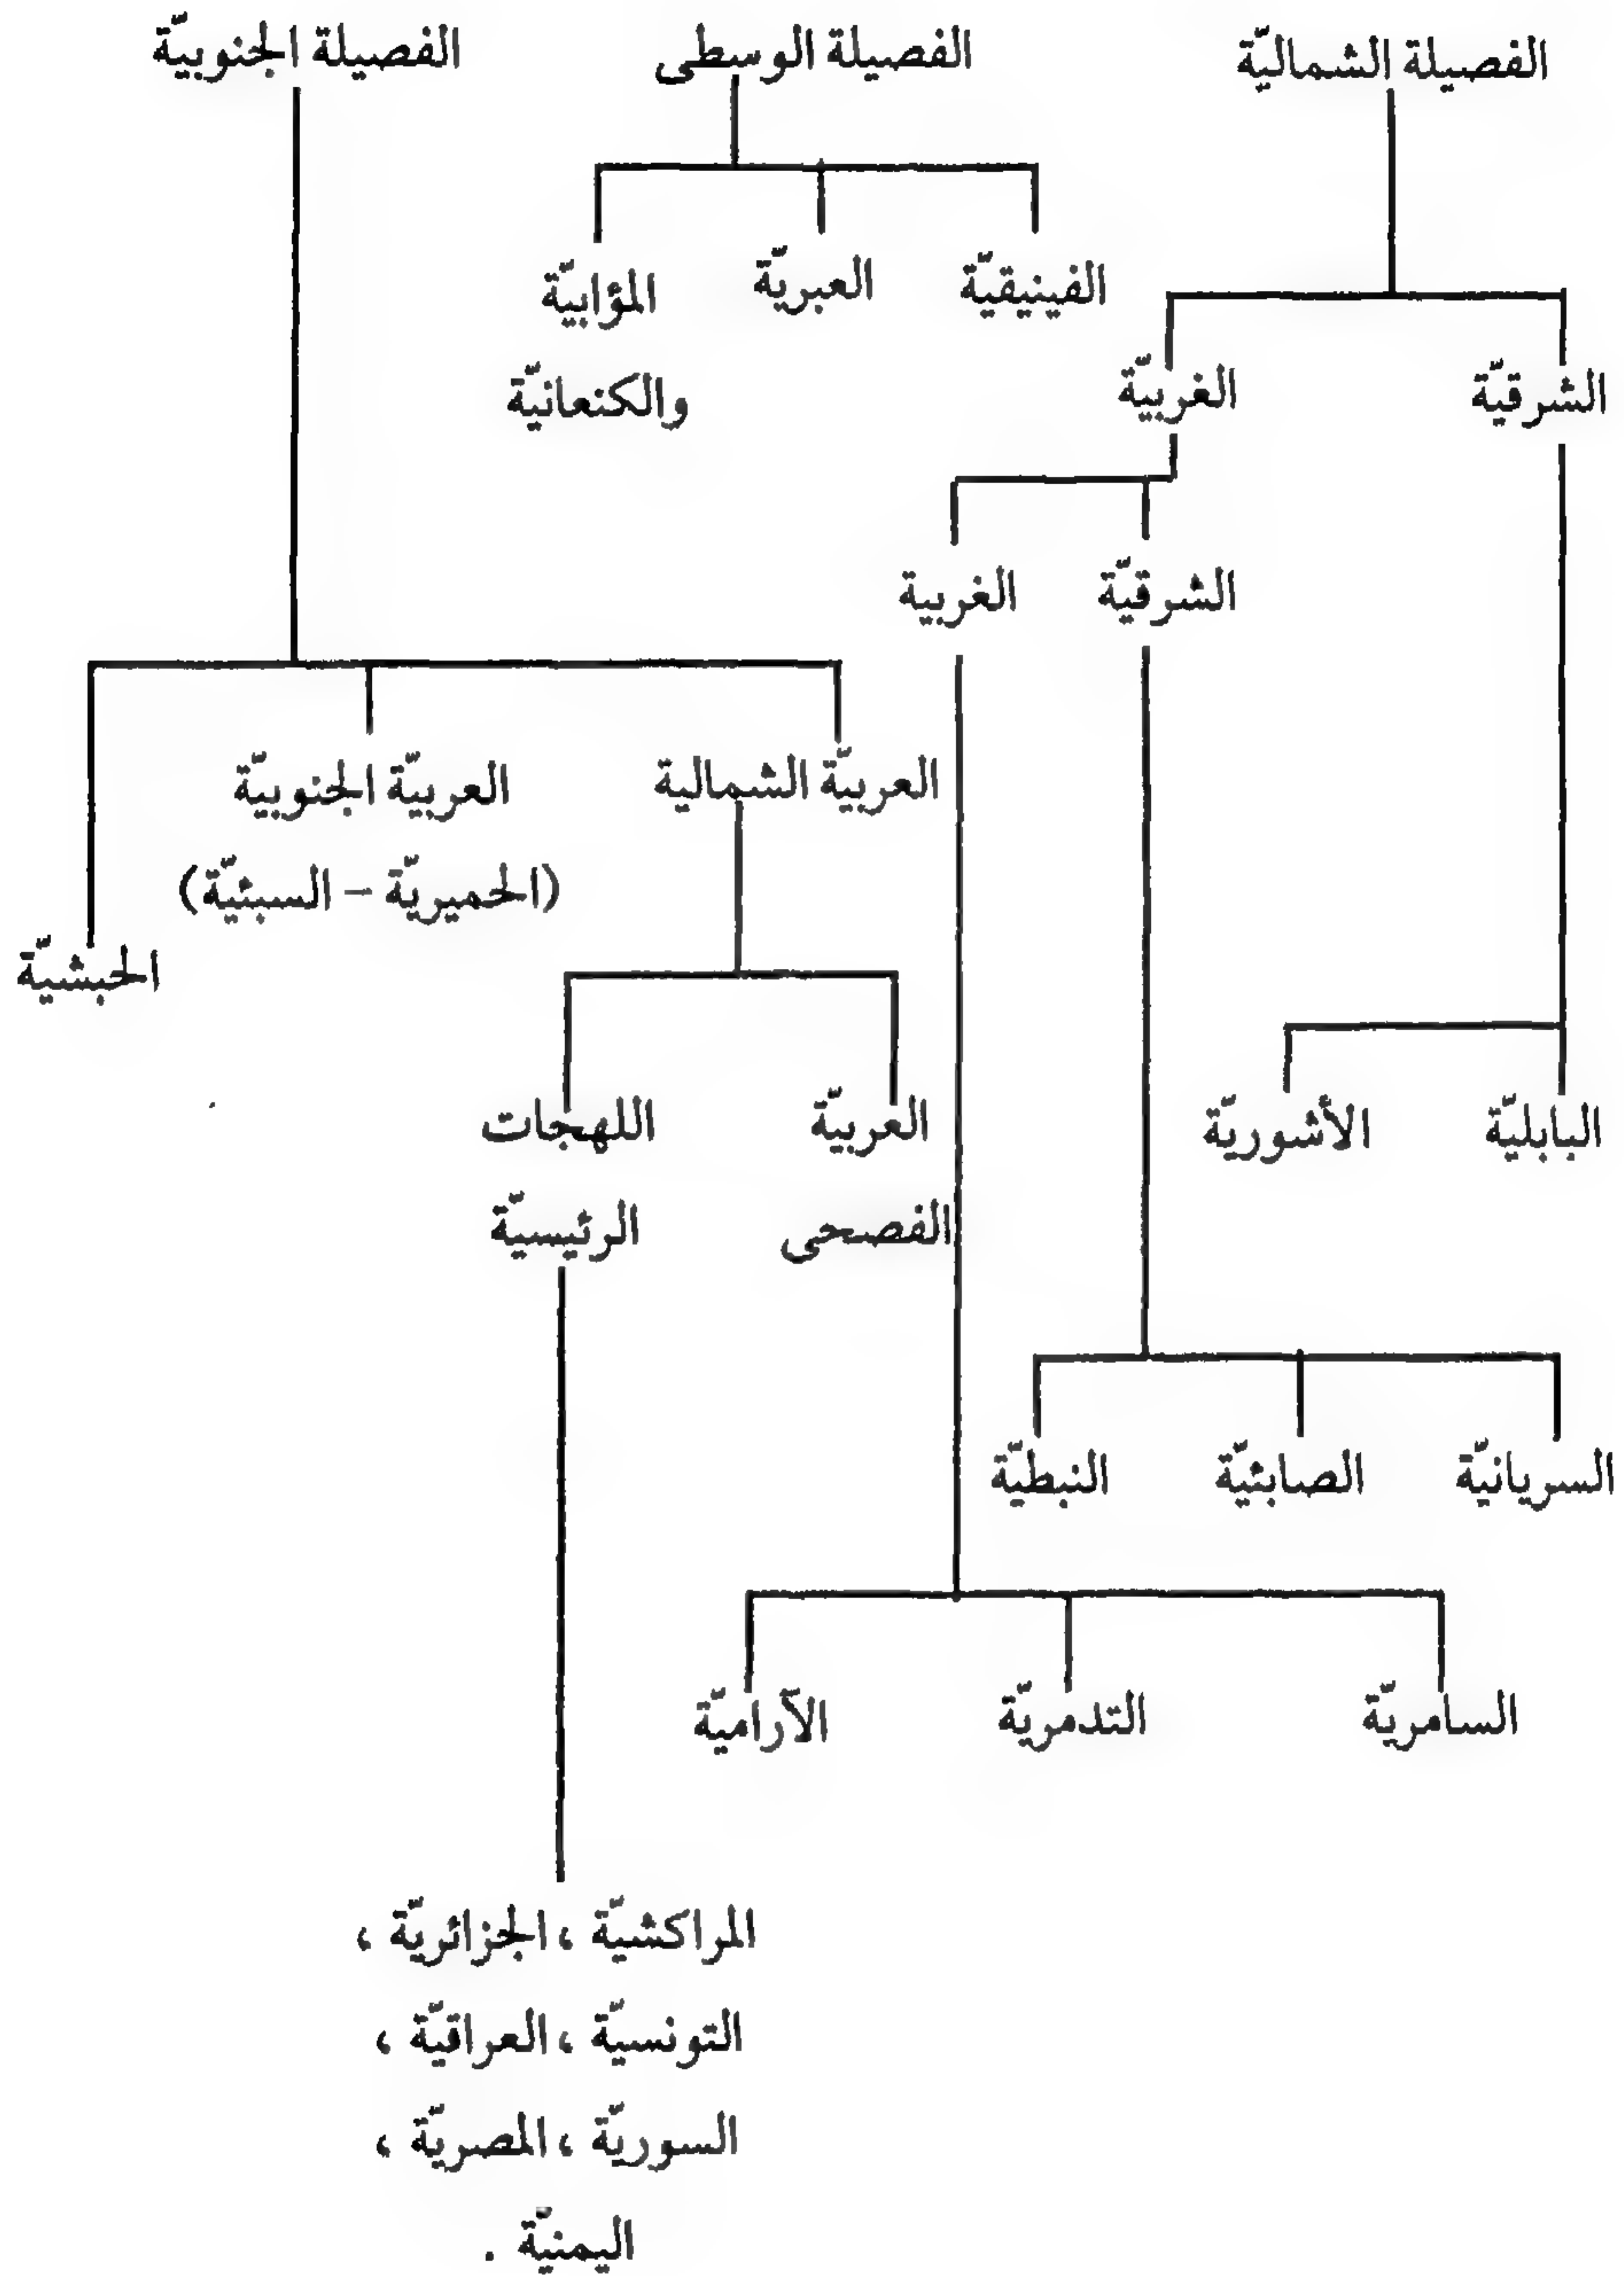 الفصيلة الشماليّة
الفصيلة الوسطى
الفصيلة الجنوبيّة
الفينيقيّة
العبريّة
المؤابيّة
والكنعانيّة
الشرقيّة
الغربيّة
الشرقيّة
الغربية
العربيّة الشمالية
العربيّة الجنوبيّة
(الحميريّة – السبئيّة)
الحبشيّة
البابليّة
الأشوريّة
العربيّة
الفصحى
اللهجات
الرئيسيّة
السريانيّة
الصابئيّة
النبطيّة
السامريّة
التدمريّة
الآراميّة
المراكشيّة ، الجزائريّة ،
التونسيّة ، العراقيّة ،
السوريّة ، المصريّة ،
اليمنيّة .